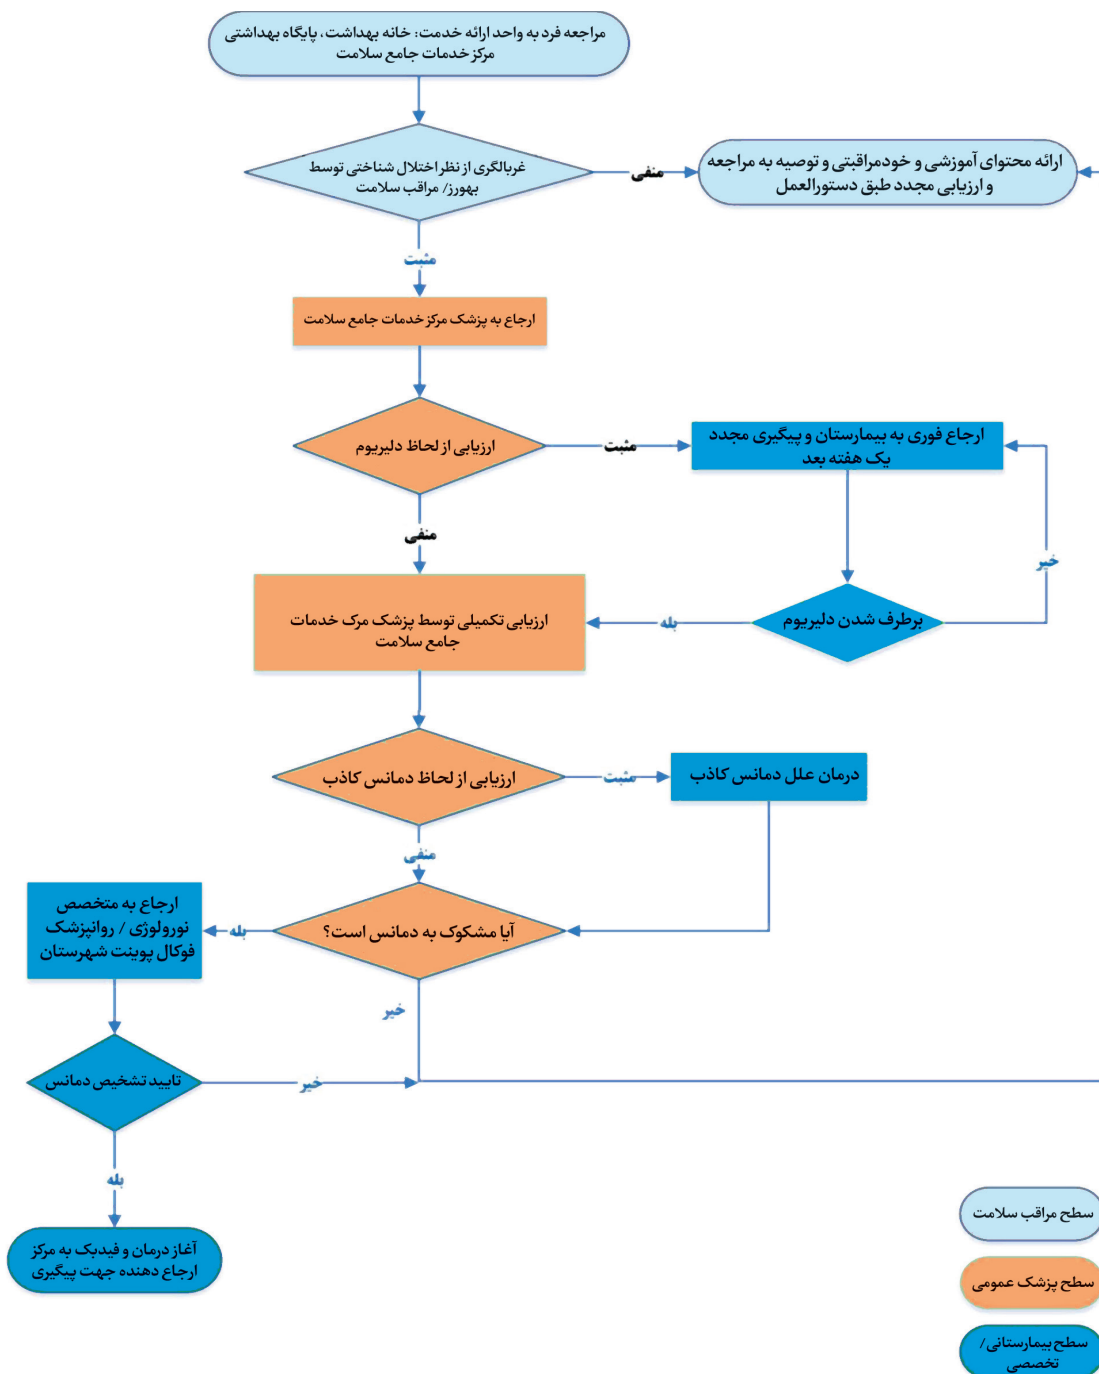 مراجعه فرد به واحد ارائه خدمت: خانه بهداشت، پایگاه بهداشتی
مرکز خدمات جامع سلامت
غربالگری از نظر اختلال شناختی توسط
بهورز/ مراقب سلامت
منفی
ارائه محتوای آموزشی و خودمراقبتی و توصیه به مراجعه
و ارزیابی مجدد طبق دستورالعمل
مثبت
ارجاع به پزشک مرکز خدمات جامع سلامت
ارزیابی از لحاظ دلیریوم
مثبت
ارجاع فوری به بیمارستان و پیگیری مجدد
یک هفته بعد
منفی
خیر
ارزیابی تکمیلی توسط پزشک مرک خدمات
جامع سلامت
بله
برطرف شدن دلیریوم
ارزیابی از لحاظ دمانس کاذب
مثبت
درمان علل دمانس کاذب
منفی
آیا مشکوک به دمانس است؟
بله
ارجاع به متخصص
نورولوژی / روانپزشک
فوکال پوینت شهرستان
خیر
تایید تشخیص دمانس
خیر
بله
آغاز درمان و فیدبک به مرکز
ارجاع دهنده جهت پیگیری
سطح مراقب سلامت
سطح پزشک عمومی
سطح بیمارستانی/
تخصصی